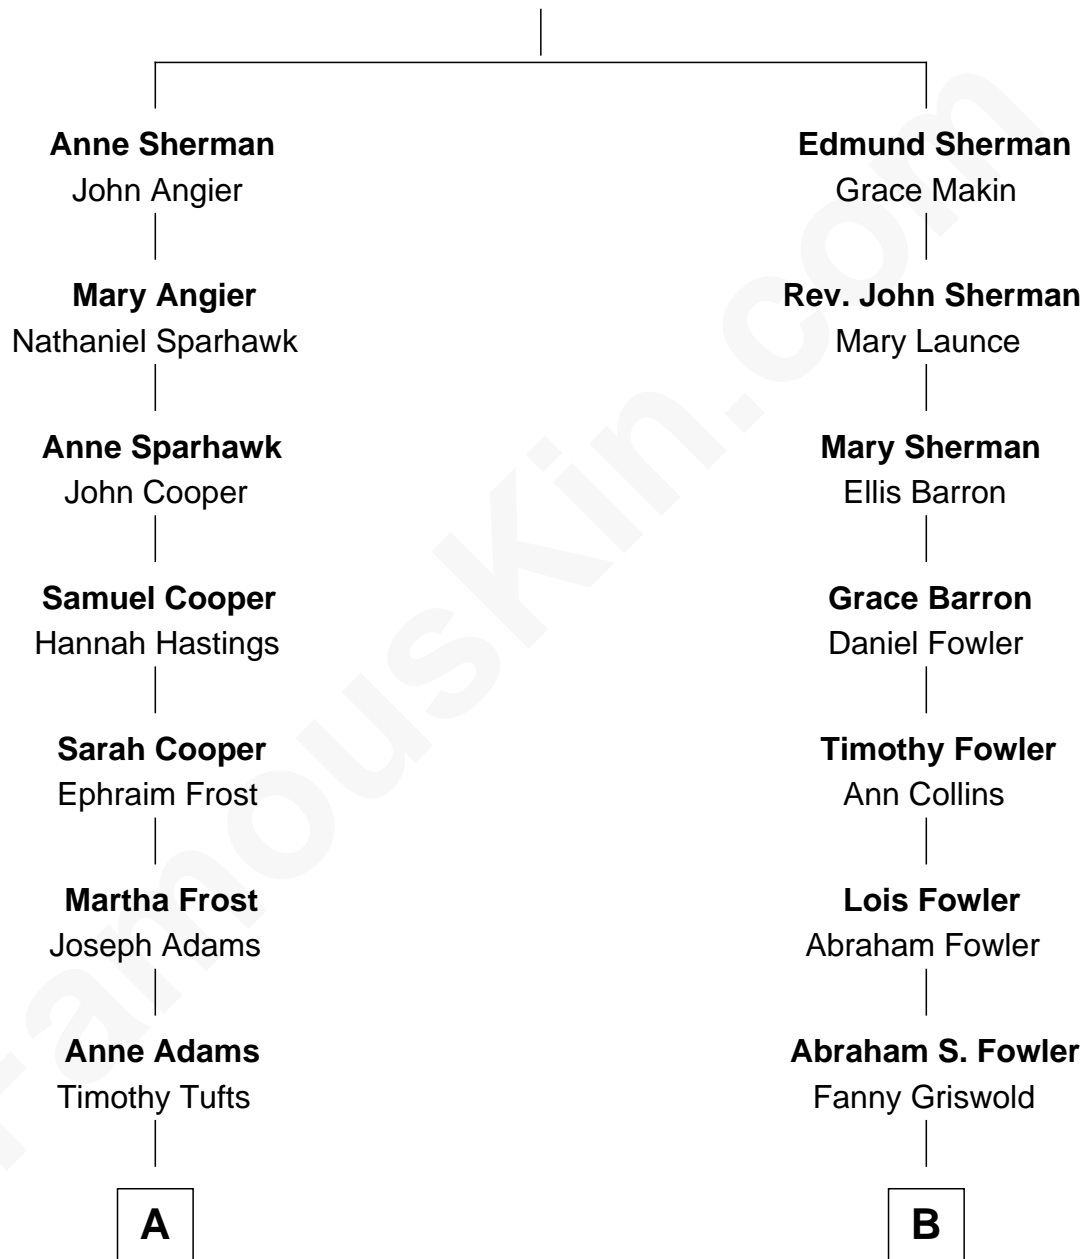 Anne Sherman
John Angier
Mary Angier
Nathaniel Sparhawk
Anne Sparhawk
John Cooper
Samuel Cooper
Hannah Hastings
Sarah Cooper
Ephraim Frost
Martha Frost
Joseph Adams
Anne Adams
Timothy Tufts
A
Edmund Sherman
Grace Makin
Rev. John Sherman
Mary Launce
Mary Sherman
Ellis Barron
Grace Barron
Daniel Fowler
Timothy Fowler
Ann Collins
Lois Fowler
Abraham Fowler
Abraham S. Fowler
Fanny Griswold
B
FamousKin.com